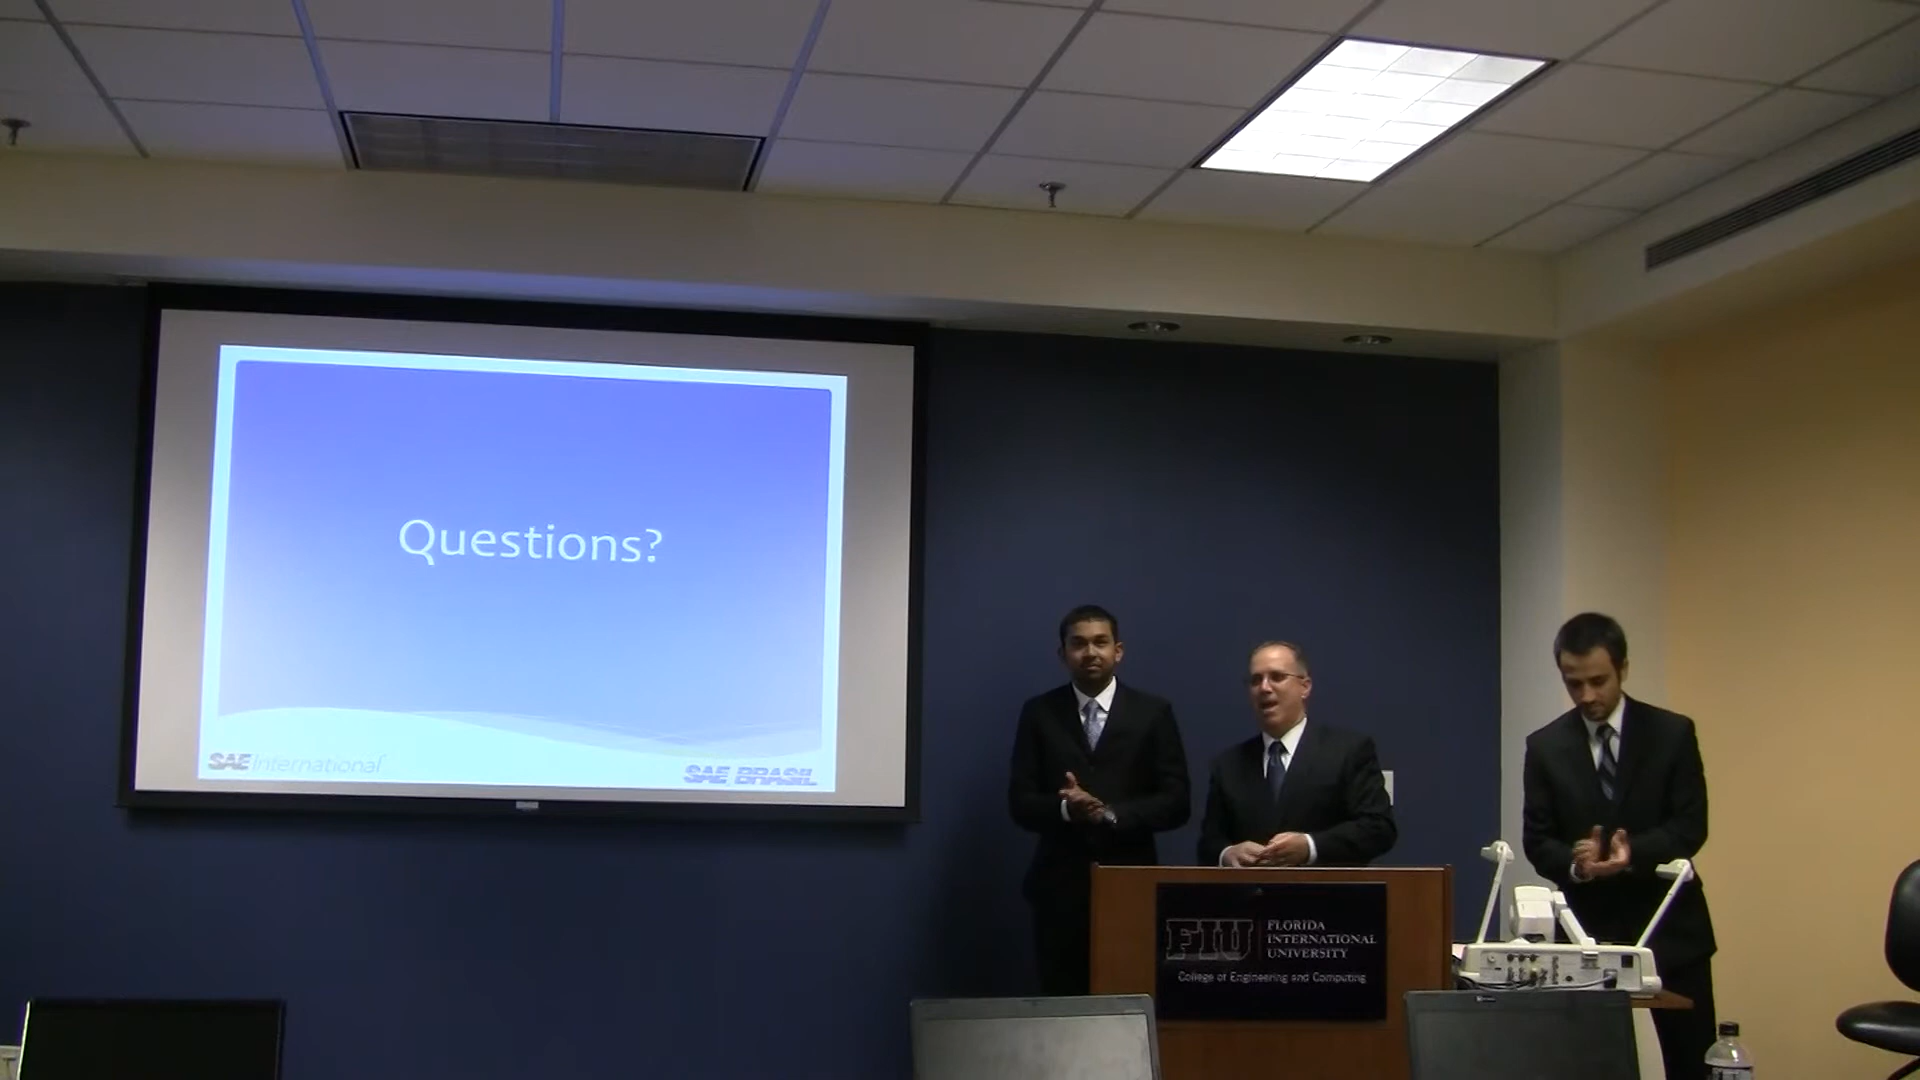 Questions?
SAE International
SAE BRASIL
FIU
FLORIDA
INTERNATIONAL
UNIVERSITY
College of Engineering and Computing